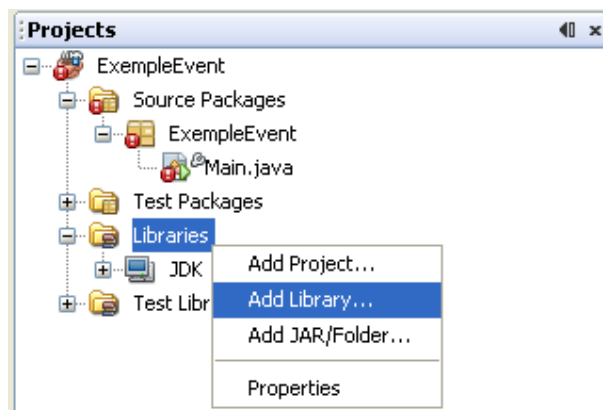 Projects
ExempleEvent
Source Packages
ExempleEvent
Main.java
Test Packages
Libraries
JDK
Test Libr
Add Project...
Add Library...
Add JAR/Folder...
Properties